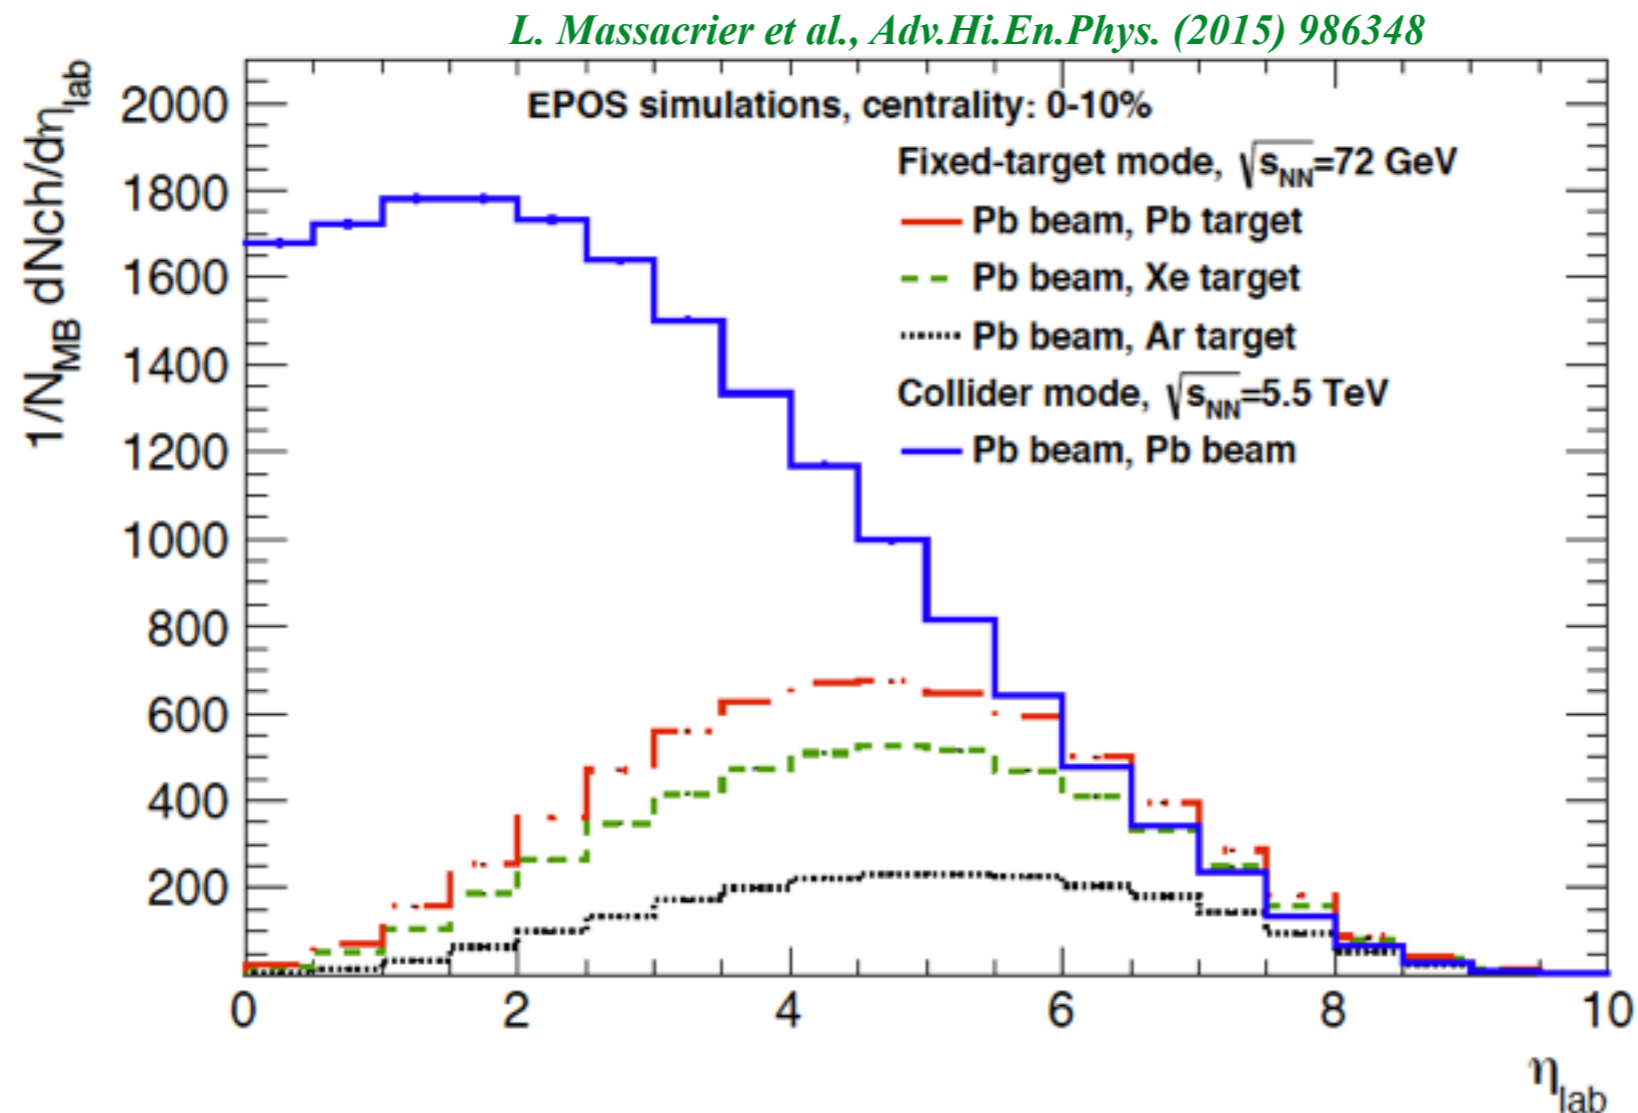 L. Massacrier et al., Adv.Hi.En.Phys. (2015) 986348
1/N_MB dNch/dη_lab
2000
1800
1600
1400
1200
1000
800
600
400
200
EPOS simulations, centrality: 0-10%
Fixed-target mode, √s_NN=72 GeV
Pb beam, Pb target
Pb beam, Xe target
Pb beam, Ar target
Collider mode, √s_NN=5.5 TeV
Pb beam, Pb beam
0 2 4 6 8 10
η_lab